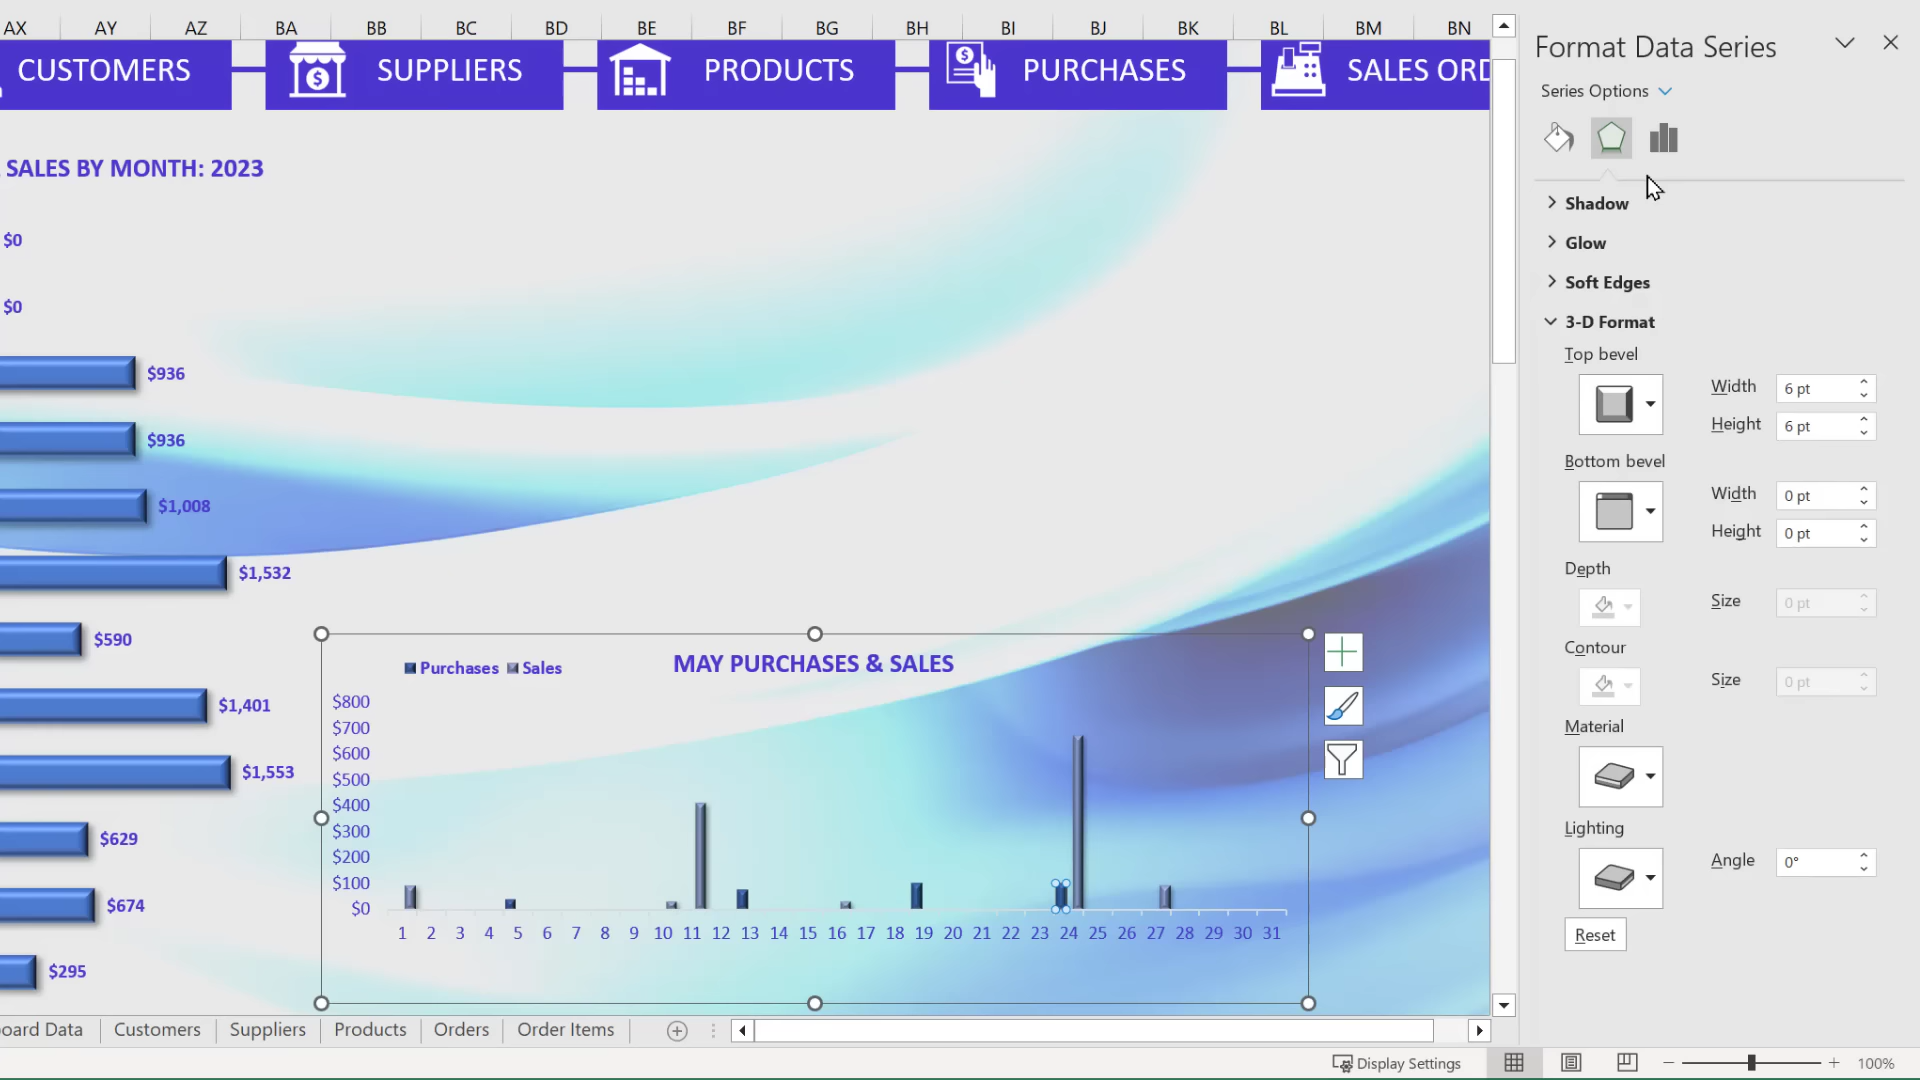 AX AY AZ BA BB BC BD BE BF BG BH BI BJ BK BL BM BN
CUSTOMERS SUPPLIERS PRODUCTS PURCHASES SALES ORD
SALES BY MONTH: 2023
$0
$0
$936
$936
$1,008
$1,532
$590
$1,401
$1,553
$629
$674
$295
MAY PURCHASES & SALES
Purchases Sales
$800
$700
$600
$500
$400
$300
$200
$100
$0
1 2 3 4 5 6 7 8 9 10 11 12 13 14 15 16 17 18 19 20 21 22 23 24 25 26 27 28 29 30 31
oard Data Customers Suppliers Products Orders Order Items
Display Settings 100%
Format Data Series
Series Options
Shadow
Glow
Soft Edges
3-D Format
Top bevel
Width 6 pt
Height 6 pt
Bottom bevel
Width 0 pt
Height 0 pt
Depth
Size 0 pt
Contour
Size 0 pt
Material
Lighting
Angle 0°
Reset